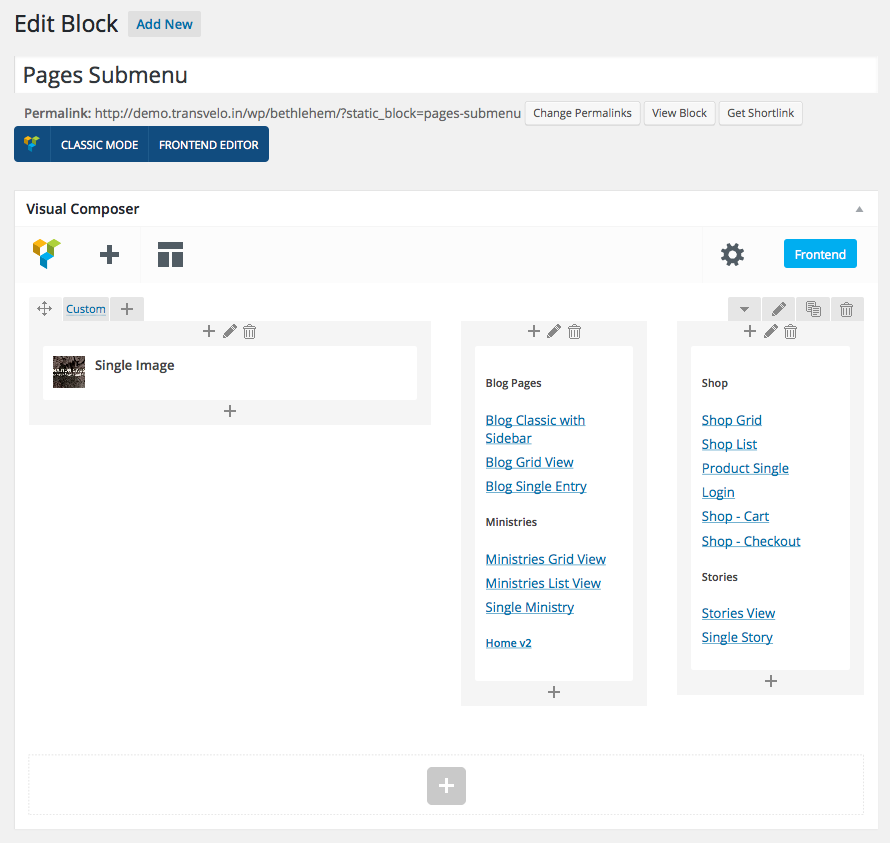 Edit Block Add New
Pages Submenu
Permalink: http://demo.transvelo.in/wp/bethlehem/?static_block=pages-submenu Change Permalinks View Block Get Shortlink
CLASSIC MODE FRONTEND EDITOR
Visual Composer
Frontend
Custom
Single Image
Blog Pages
Blog Classic with
Sidebar
Blog Grid View
Blog Single Entry
Ministries
Ministries Grid View
Ministries List View
Single Ministry
Home v2
Shop
Shop Grid
Shop List
Product Single
Login
Shop - Cart
Shop - Checkout
Stories
Stories View
Single Story